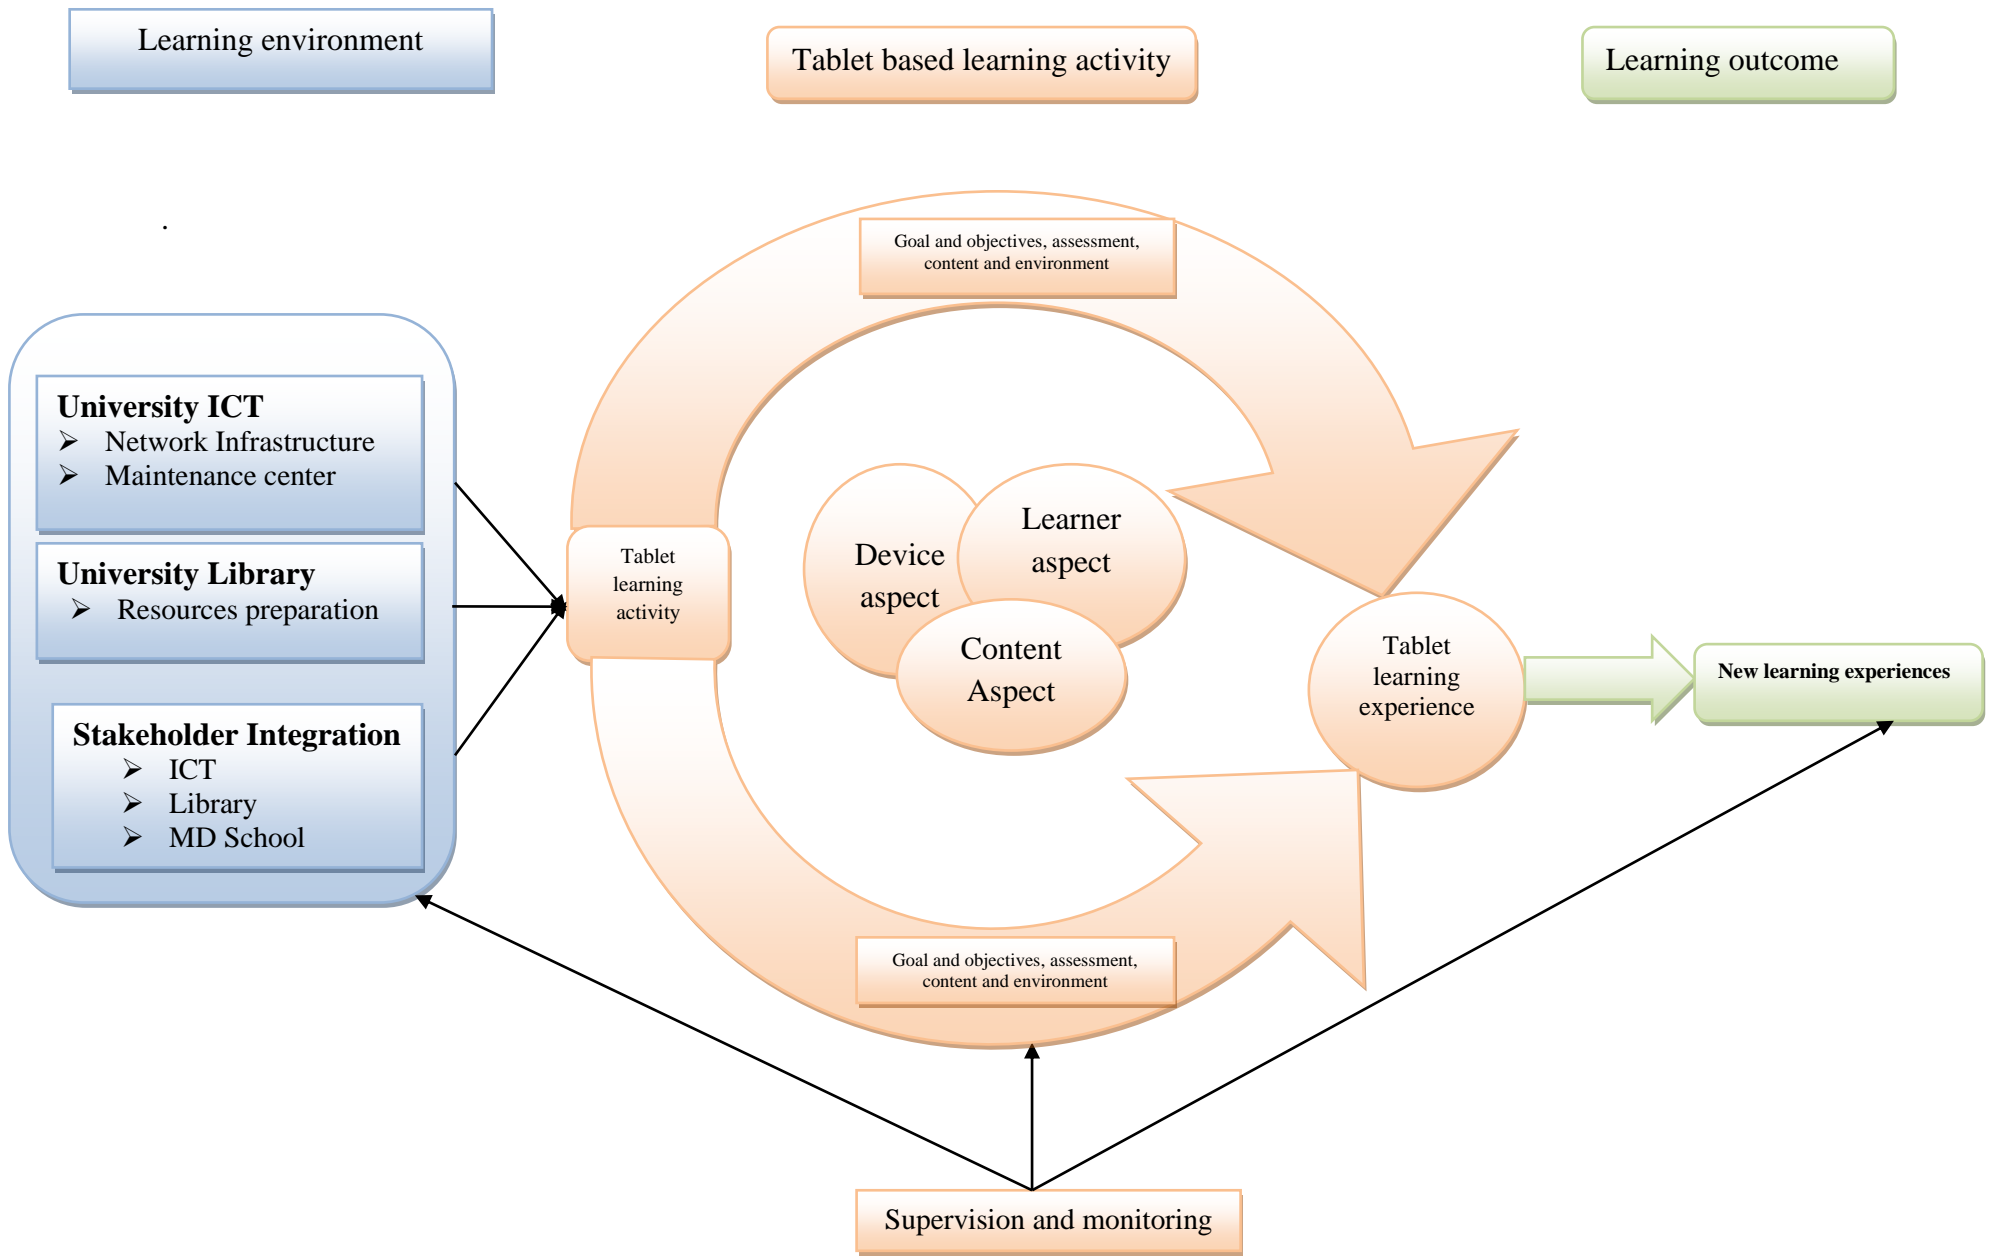 Learning environment
Tablet based learning activity
Learning outcome
.
Goal and objectives, assessment,
content and environment
University ICT
➢ Network Infrastructure
➢ Maintenance center
University Library
➢ Resources preparation
Stakeholder Integration
➢ ICT
➢ Library
➢ MD School
Tablet
learning
activity
Device
aspect
Learner
aspect
Content
Aspect
Tablet
learning
experience
New learning experiences
Goal and objectives, assessment,
content and environment
Supervision and monitoring